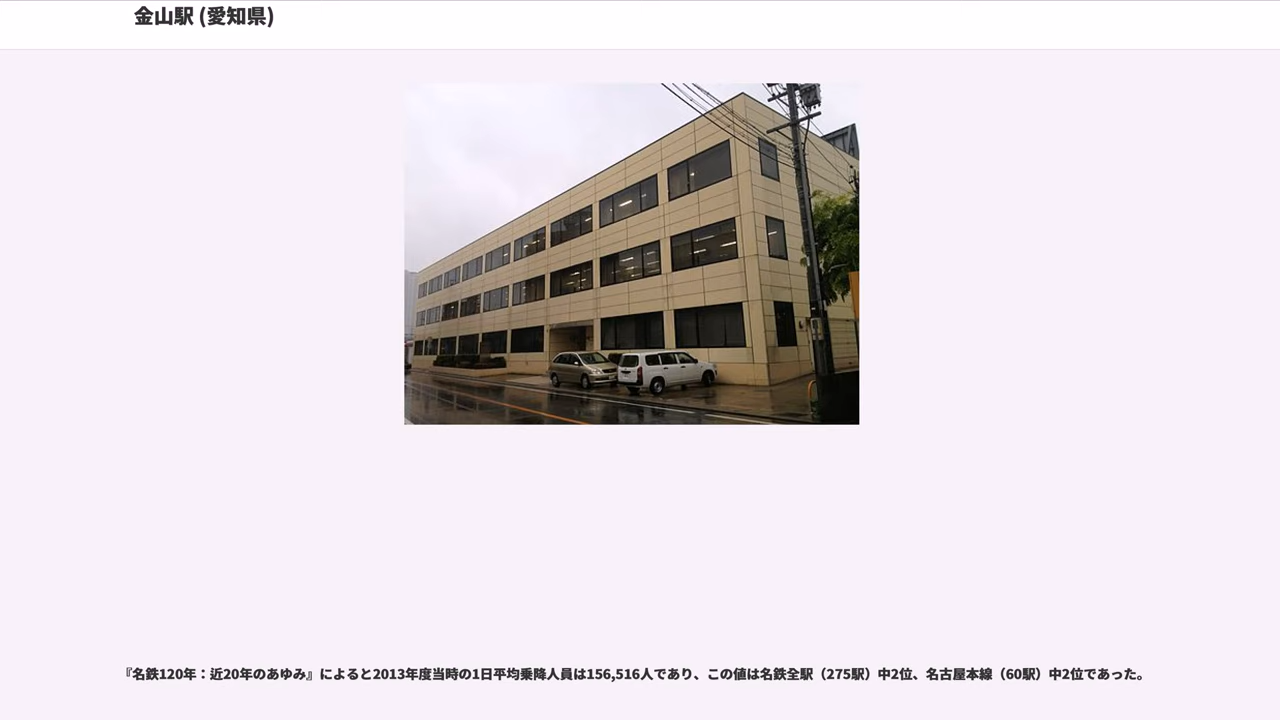 金山駅 (愛知県)
『名鉄120年：近20年のあゆみ』によると2013年度当時の1日平均乗降人員は156,516人であり、この値は名鉄全駅（275駅）中2位、名古屋本線（60駅）中2位であった。